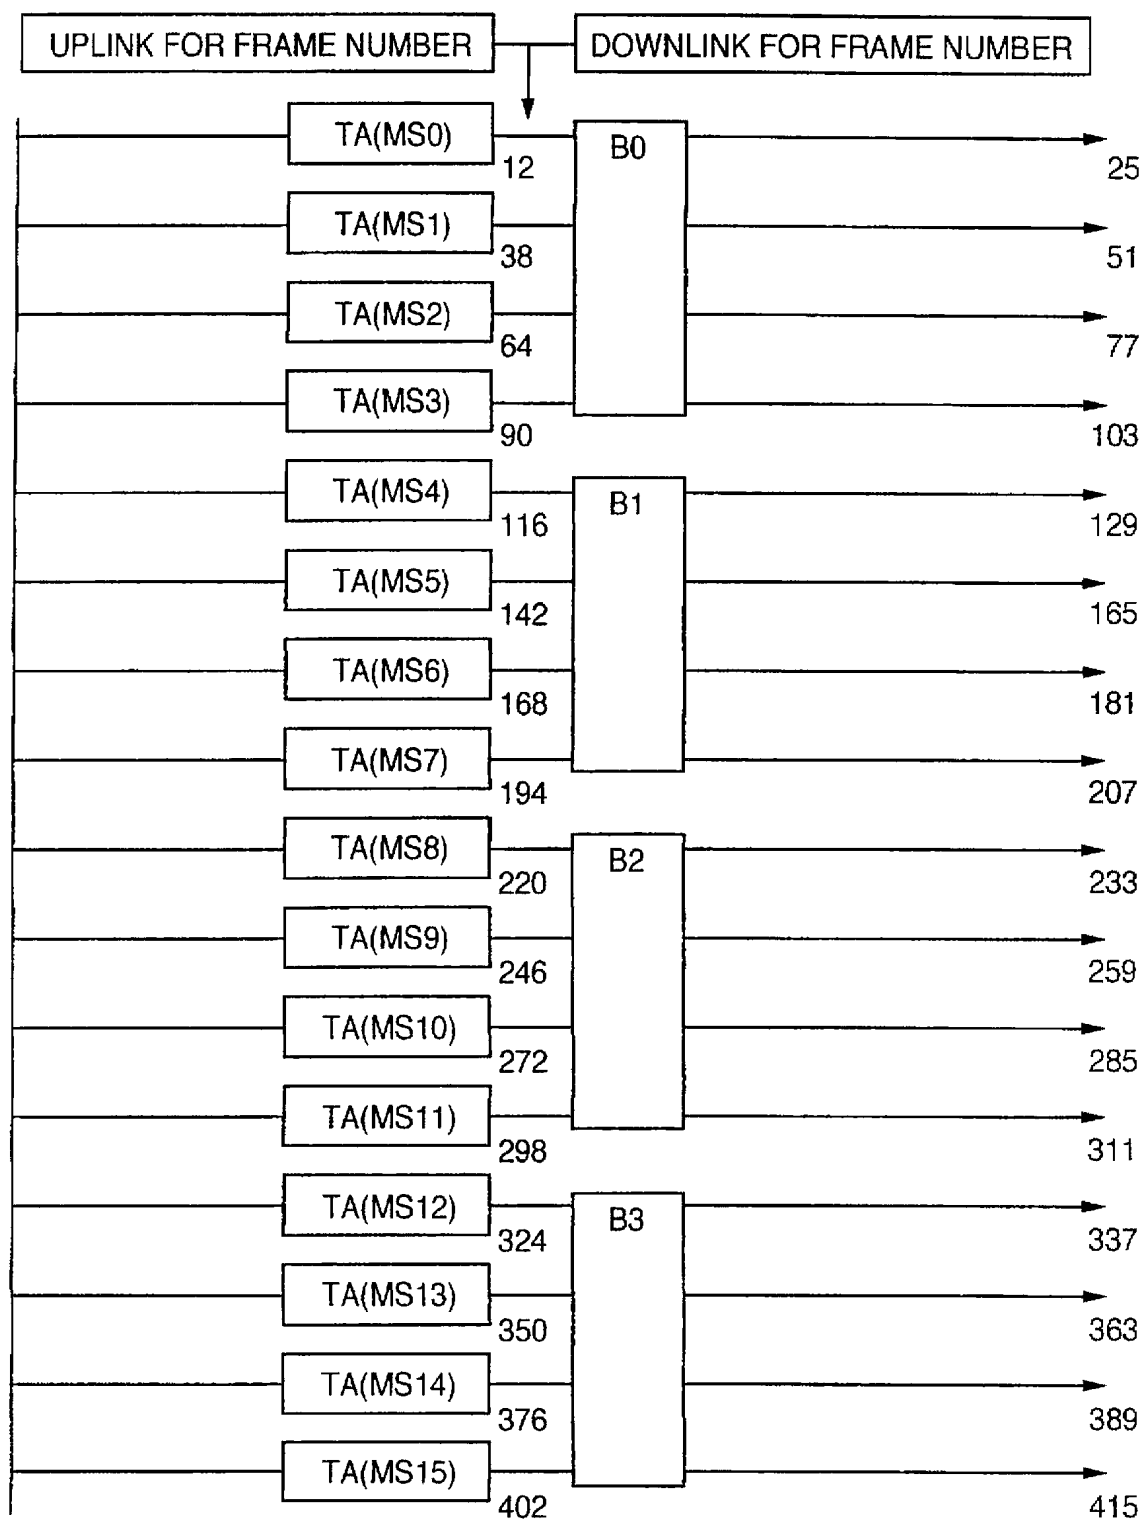 UPLINK FOR FRAME NUMBER
DOWNLINK FOR FRAME NUMBER
TA(MS0)
B0
12
25
TA(MS1)
38
51
TA(MS2)
64
77
TA(MS3)
90
103
TA(MS4)
B1
116
129
TA(MS5)
142
165
TA(MS6)
168
181
TA(MS7)
194
207
TA(MS8)
B2
220
233
TA(MS9)
246
259
TA(MS10)
272
285
TA(MS11)
298
311
TA(MS12)
B3
324
337
TA(MS13)
350
363
TA(MS14)
376
389
TA(MS15)
402
415